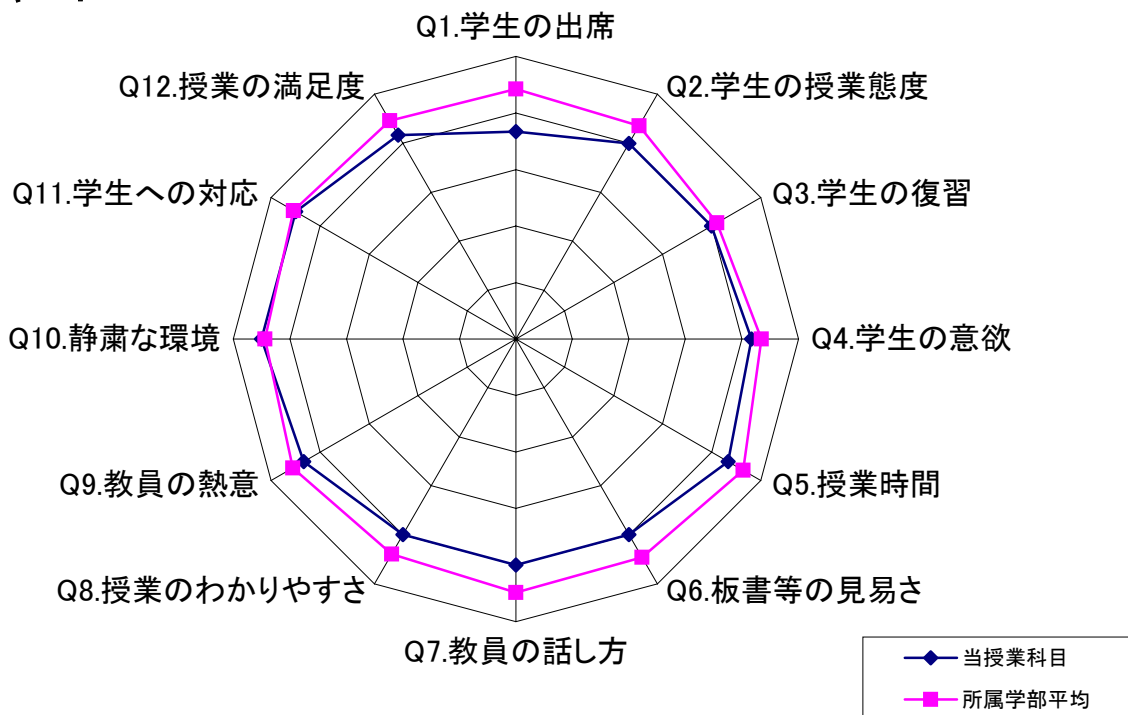 Q1.学生の出席
Q2.学生の授業態度
Q3.学生の復習
Q4.学生の意欲
Q5.授業時間
Q6.板書等の見易さ
Q7.教員の話し方
Q8.授業のわかりやすさ
Q9.教員の熱意
Q10.静粛な環境
Q11.学生への対応
Q12.授業の満足度
当授業科目
所属学部平均